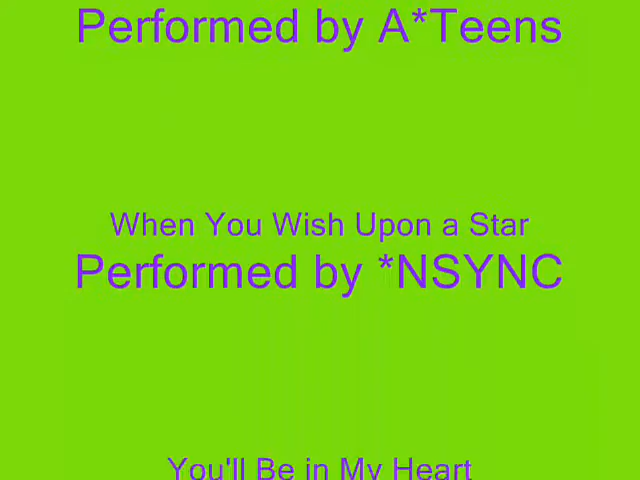 Performed by A*Teens
When You Wish Upon a Star
Performed by *NSYNC
You'll Be in My Heart